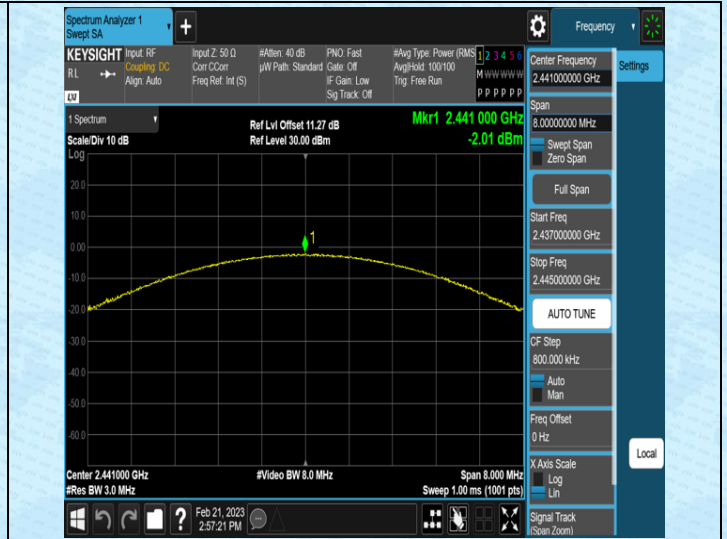 Spectrum Analyzer 1
Swept SA
+
Frequency
KEYSIGHT
RL
LXI
Input: RF
Coupling: DC
Align: Auto
Input Z: 50 Ω
Corr CCorr
Freq Ref: Int (S)
#Atten: 40 dB
µW Path: Standard
PNO: Fast
Gate: Off
IF Gain: Low
Sig Track: Off
#Avg Type: Power (RMS
Avg|Hold: 100/100
Trig: Free Run
1 2 3 4 5 6
M W W W W W
P P P P P P
1 Spectrum
Scale/Div 10 dB
Ref Lvl Offset 11.27 dB
Ref Level 30.00 dBm
Mkr1 2.441 000 GHz
-2.01 dBm
Log
20.0
10.0
0.00
-10.0
-20.0
-30.0
-40.0
-50.0
-60.0
1
Center 2.441000 GHz
#Res BW 3.0 MHz
#Video BW 8.0 MHz
Span 8.000 MHz
Sweep 1.00 ms (1001 pts)
Feb 21, 2023
2:57:21 PM
?
Center Frequency
2.441000000 GHz
Span
8.00000000 MHz
Swept Span
Zero Span
Full Span
Start Freq
2.437000000 GHz
Stop Freq
2.445000000 GHz
AUTO TUNE
CF Step
800.000 kHz
Auto
Man
Freq Offset
0 Hz
X Axis Scale
Log
Lin
Signal Track
(Span Zoom)
Settings
Local